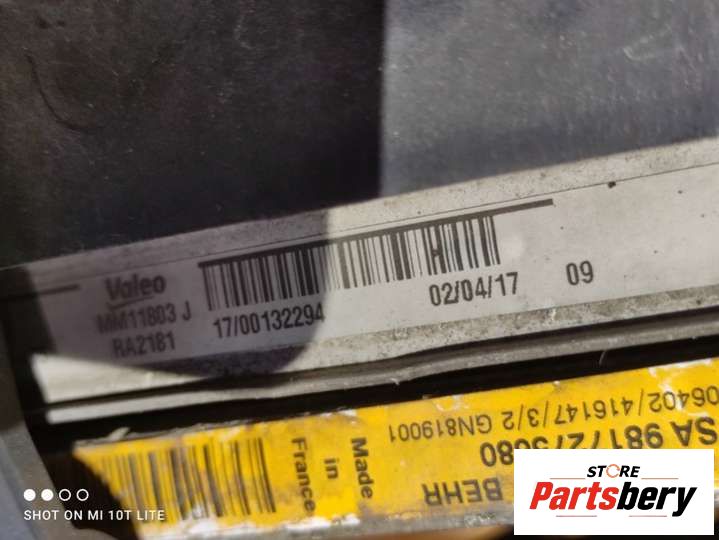 Valeo
MM11803 J
RA2181
17/00132294
02/04/17
09
06402/416147/3/2 GN819001
SA 9817275680
BEHR
Made
in
France
STORE
Partsbery
SHOT ON MI 10T LITE